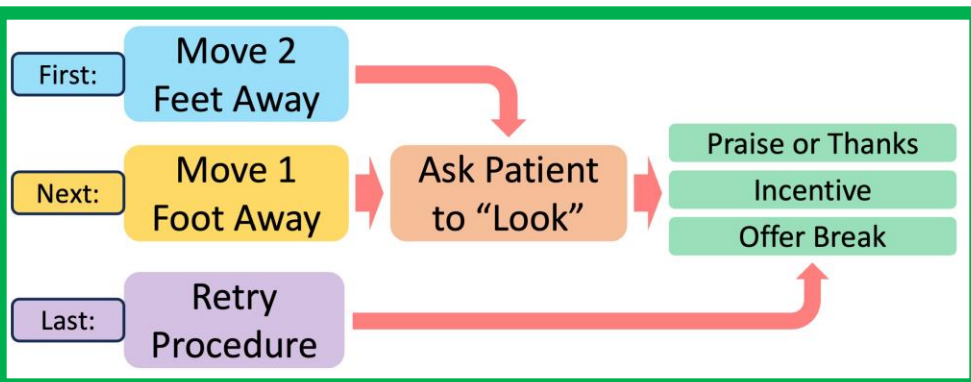 First:
Move 2
Feet Away
Next:
Move 1
Foot Away
Ask Patient
to “Look”
Praise or Thanks
Incentive
Offer Break
Last:
Retry
Procedure